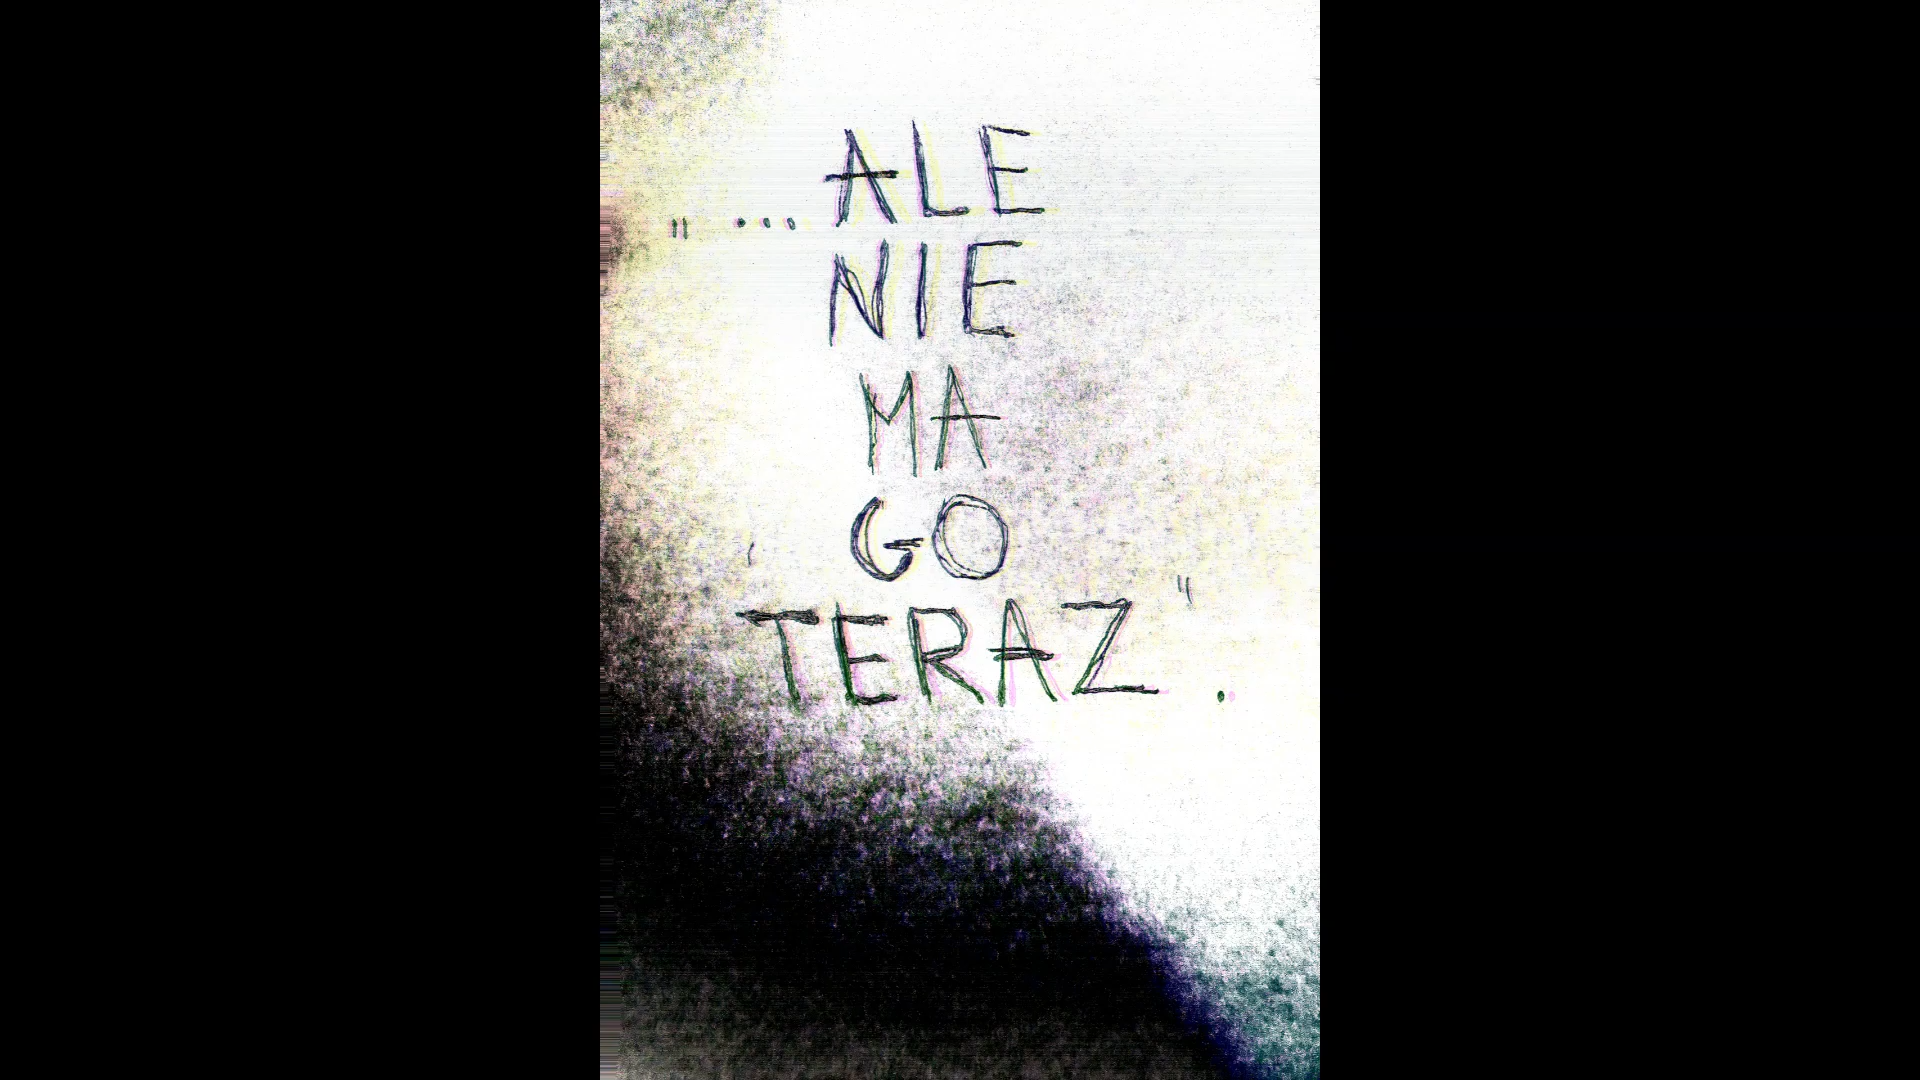 „ ...ALE
NIE
MA
GO
TERAZ”.